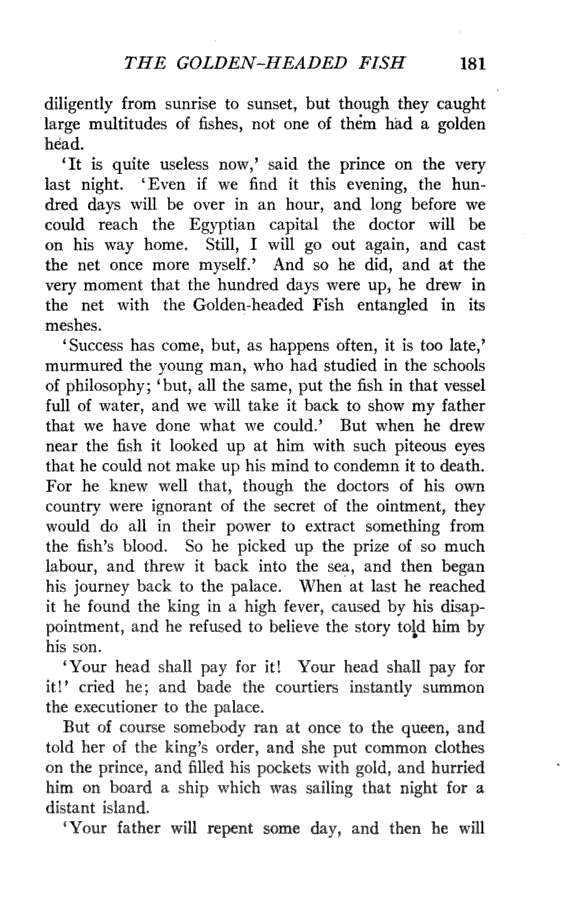 THE GOLDEN-HEADED FISH 181
diligently from sunrise to sunset, but though they caught
large multitudes of fishes, not one of them had a golden
head.
'It is quite useless now,' said the prince on the very
last night. 'Even if we find it this evening, the hun-
dred days will be over in an hour, and long before we
could reach the Egyptian capital the doctor will be
on his way home. Still, I will go out again, and cast
the net once more myself.' And so he did, and at the
very moment that the hundred days were up, he drew in
the net with the Golden-headed Fish entangled in its
meshes.
'Success has come, but, as happens often, it is too late,'
murmured the young man, who had studied in the schools
of philosophy; 'but, all the same, put the fish in that vessel
full of water, and we will take it back to show my father
that we have done what we could.' But when he drew
near the fish it looked up at him with such piteous eyes
that he could not make up his mind to condemn it to death.
For he knew well that, though the doctors of his own
country were ignorant of the secret of the ointment, they
would do all in their power to extract something from
the fish's blood. So he picked up the prize of so much
labour, and threw it back into the sea, and then began
his journey back to the palace. When at last he reached
it he found the king in a high fever, caused by his disap-
pointment, and he refused to believe the story told him by
his son.
'Your head shall pay for it! Your head shall pay for
it!' cried he; and bade the courtiers instantly summon
the executioner to the palace.
But of course somebody ran at once to the queen, and
told her of the king's order, and she put common clothes
on the prince, and filled his pockets with gold, and hurried
him on board a ship which was sailing that night for a
distant island.
'Your father will repent some day, and then he will